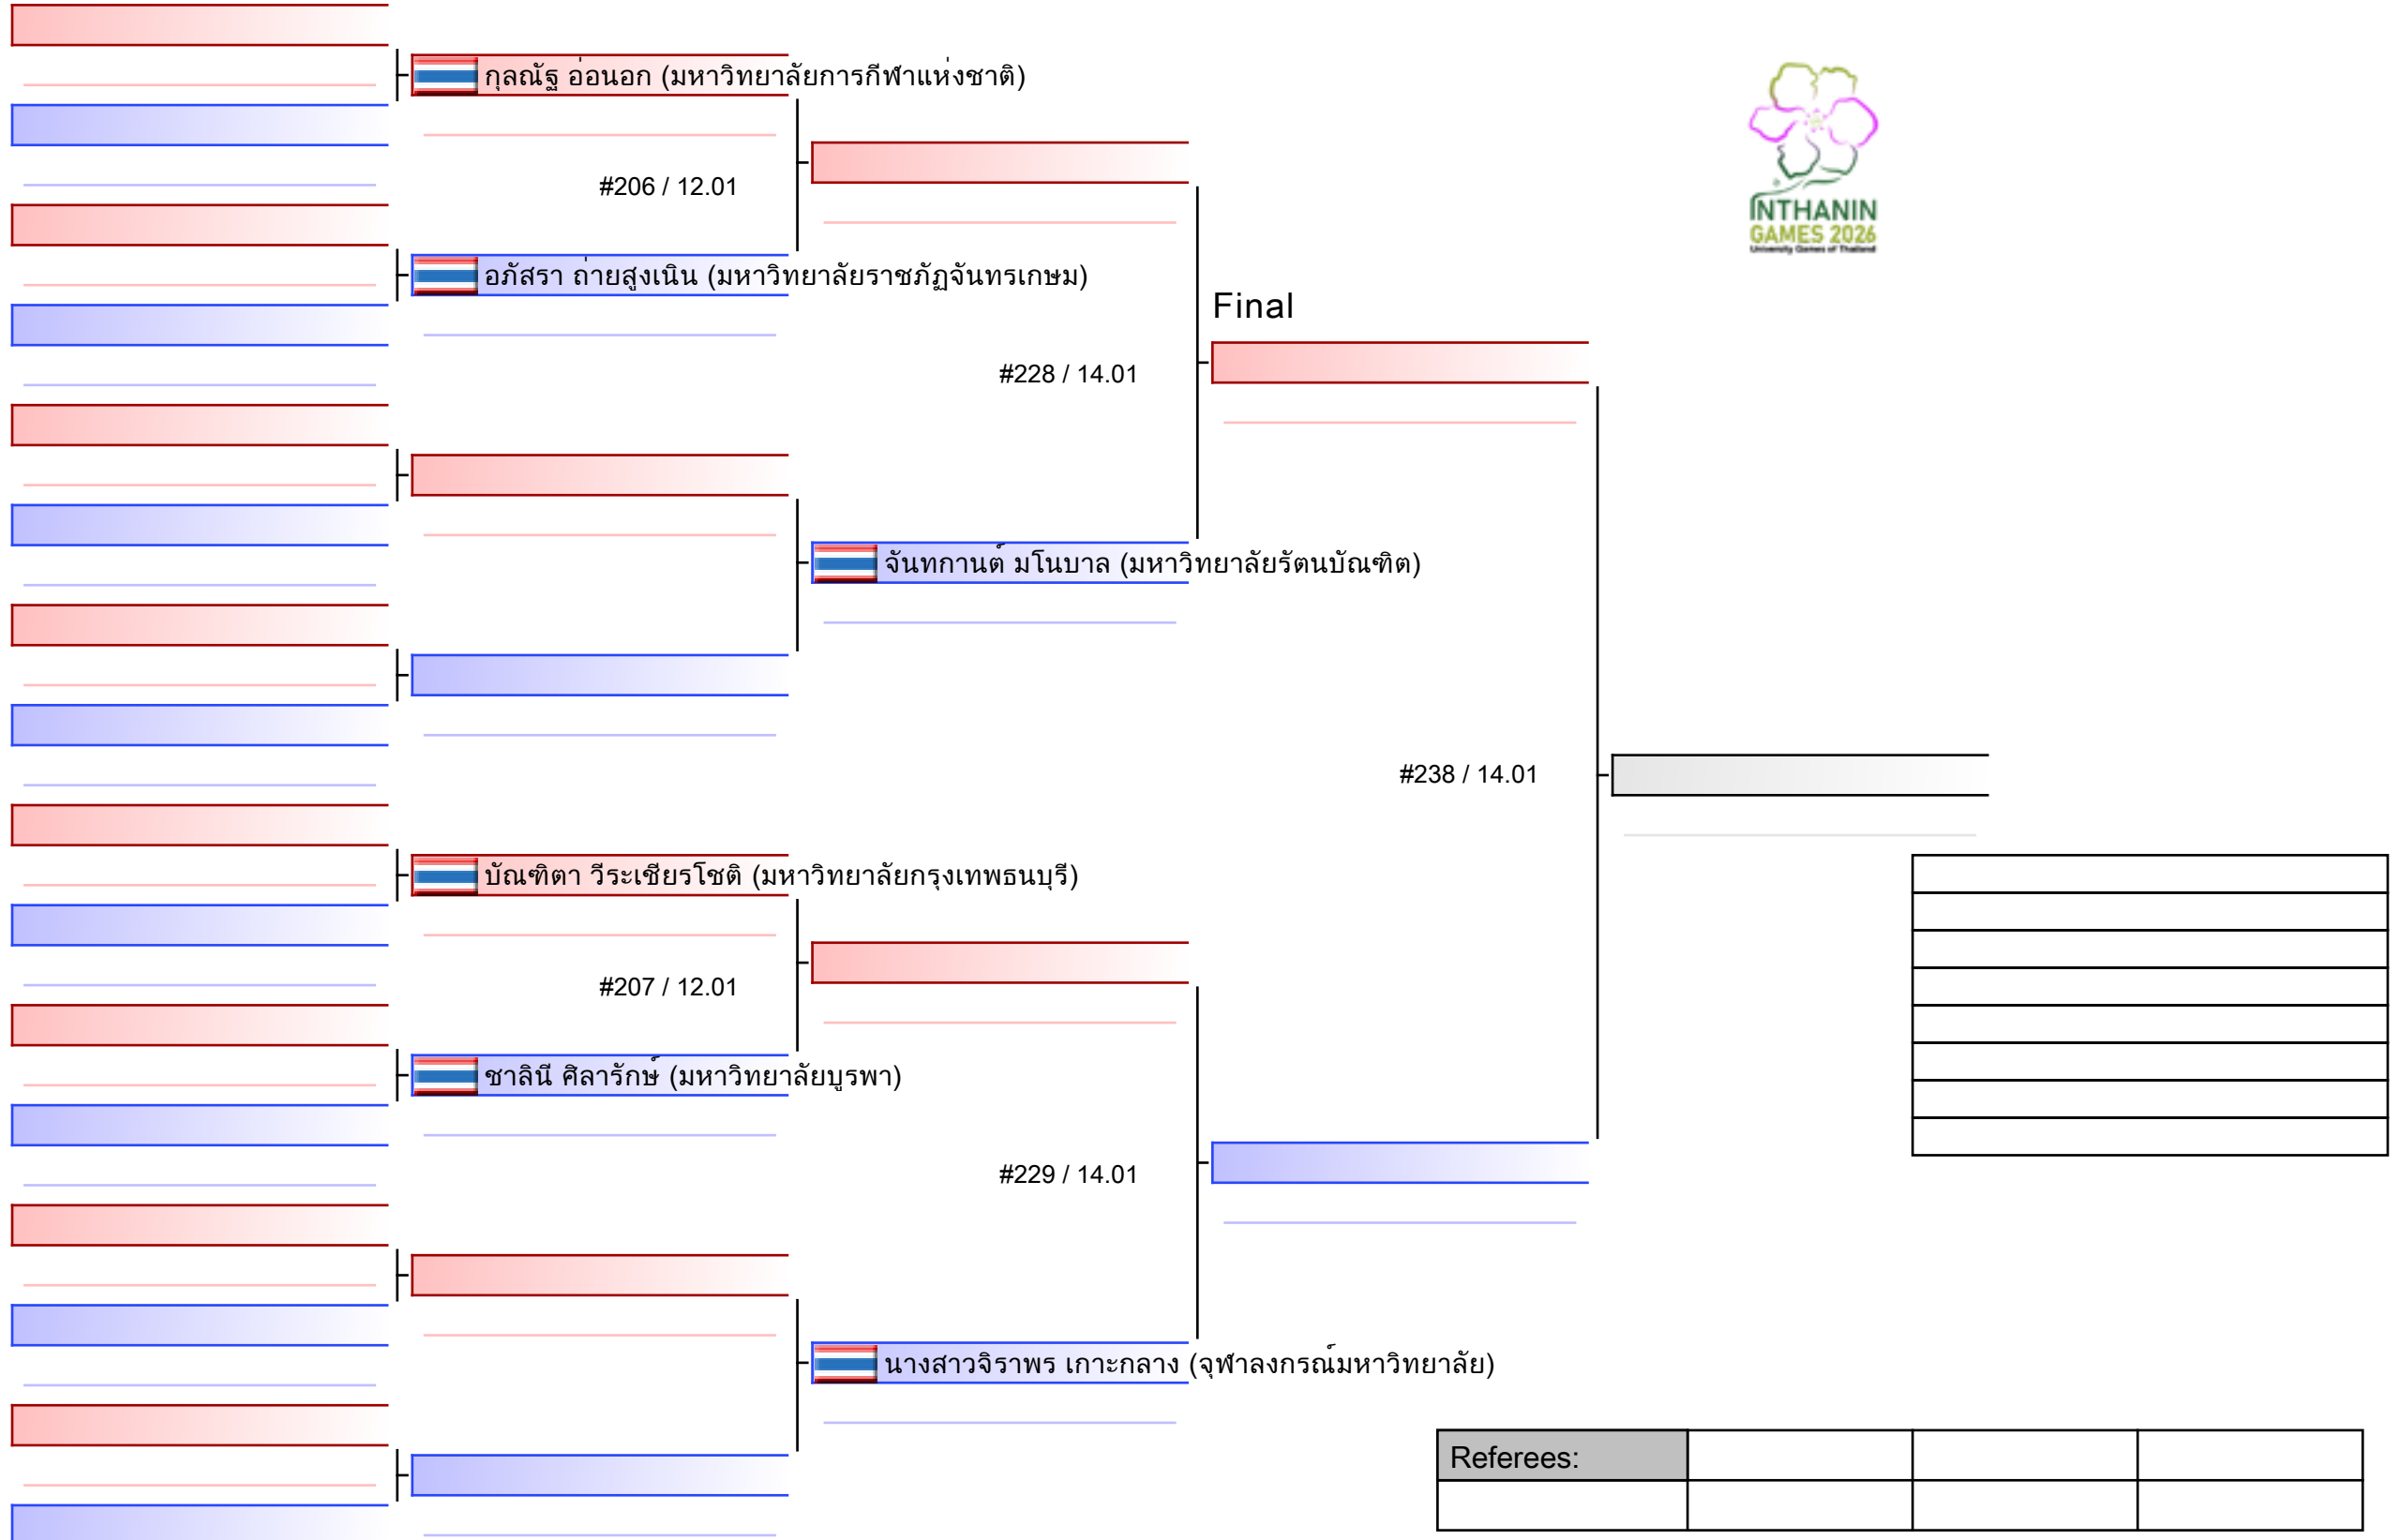 กุลณัฐ อ่อนอก (มหาวิทยาลัยการกีฬาแห่งชาติ)
#206 / 12.01
INTHANIN
GAMES 2026
University Games of Thailand
อภัสรา ถ่ายสูงเนิน (มหาวิทยาลัยราชภัฏจันทรเกษม)
Final
#228 / 14.01
จันทกานต์ มโนบาล (มหาวิทยาลัยรัตนบัณฑิต)
#238 / 14.01
บัณฑิตา วีระเชียรโชติ (มหาวิทยาลัยกรุงเทพธนบุรี)
#207 / 12.01
ชาลินี ศิลารักษ์ (มหาวิทยาลัยบูรพา)
#229 / 14.01
นางสาวจิราพร เกาะกลาง (จุฬาลงกรณ์มหาวิทยาลัย)
Referees: